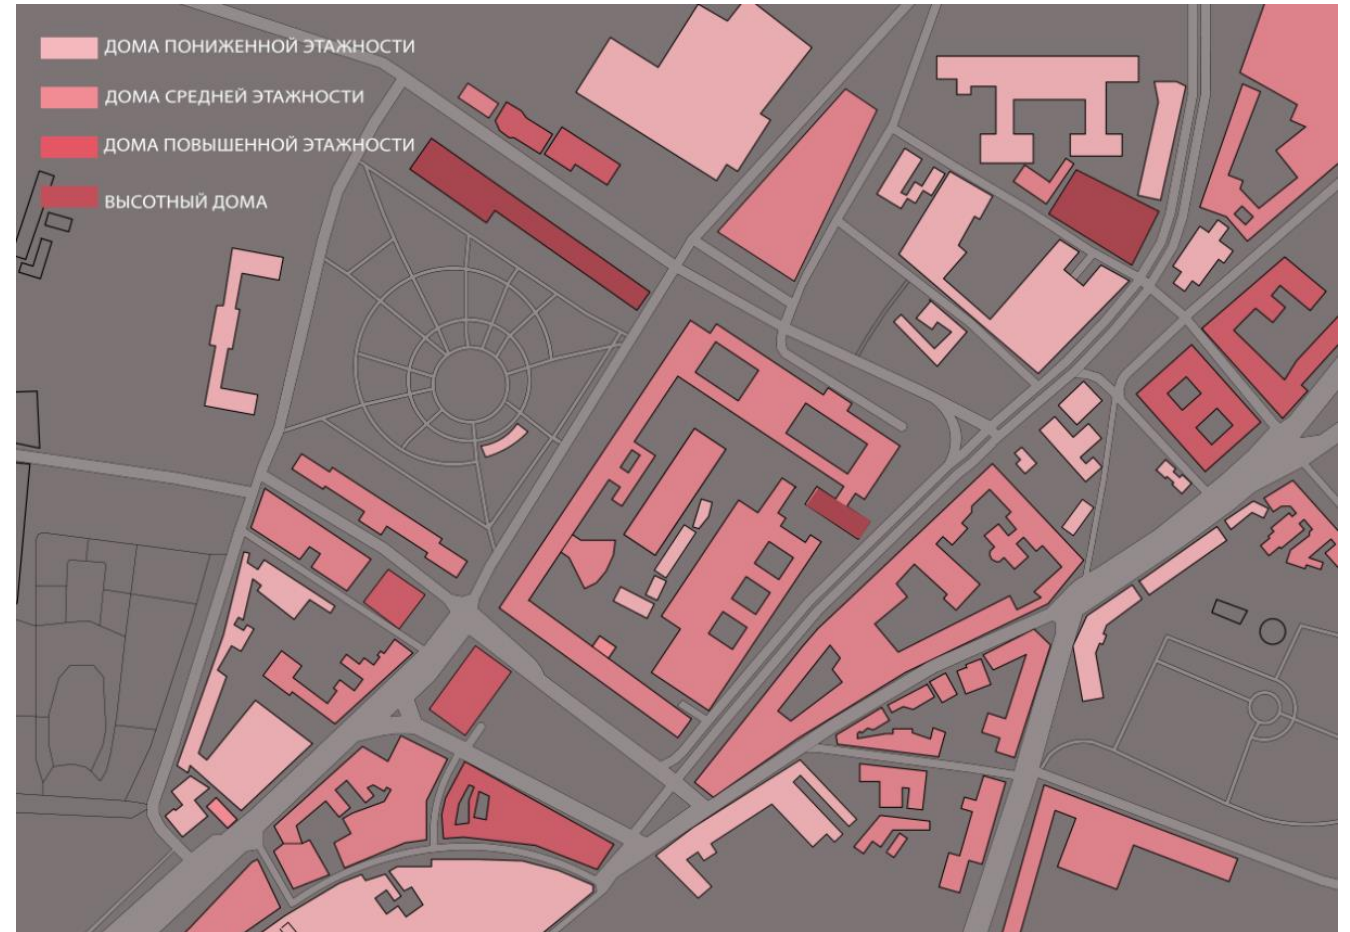 ДОМА ПОНИЖЕННОЙ ЭТАЖНОСТИ
ДОМА СРЕДНЕЙ ЭТАЖНОСТИ
ДОМА ПОВЫШЕННОЙ ЭТАЖНОСТИ
ВЫСОТНЫЙ ДОМА